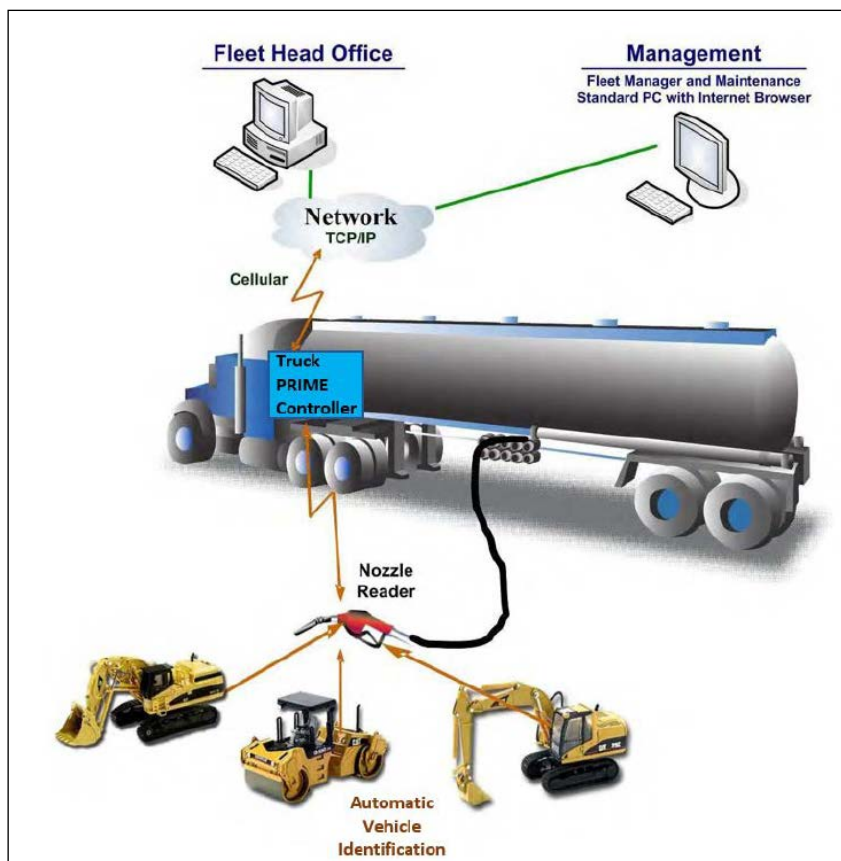 Fleet Head Office
Management
Fleet Manager and Maintenance
Standard PC with Internet Browser
Network
TCP/IP
Cellular
Truck
PRIME
Controller
Nozzle
Reader
Automatic
Vehicle
Identification